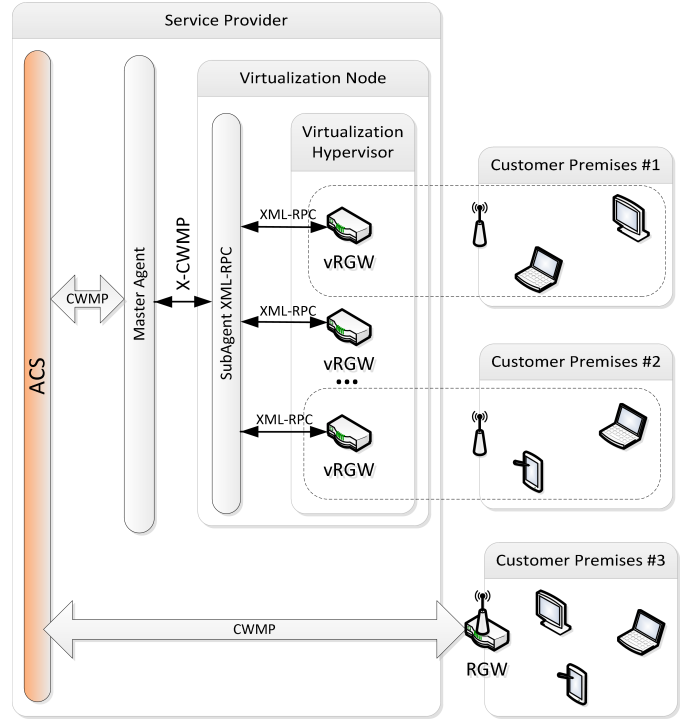 Service Provider
Virtualization Node
Virtualization
Hypervisor
Customer Premises #1
XML-RPC
vRGW
X-CWMP
Master Agent
SubAgent XML-RPC
CWMP
XML-RPC
vRGW
...
ACS
Customer Premises #2
XML-RPC
vRGW
Customer Premises #3
CWMP
RGW